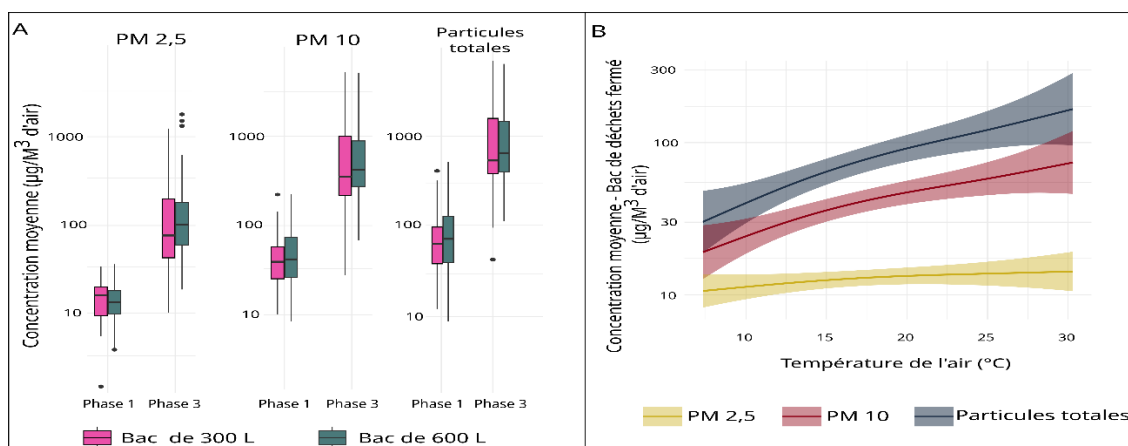 A
PM 2,5
PM 10
Particules
totales
Concentration moyenne (µg/M³ d'air)
1000
100
10
1000
100
10
1000
100
10
Phase 1 Phase 3
Phase 1 Phase 3
Phase 1 Phase 3
Bac de 300 L
Bac de 600 L
B
Concentration moyenne - Bac de déchets fermé
(µg/M³ d'air)
300
100
30
10
10 15 20 25 30
Température de l'air (°C)
PM 2,5 PM 10 Particules totales